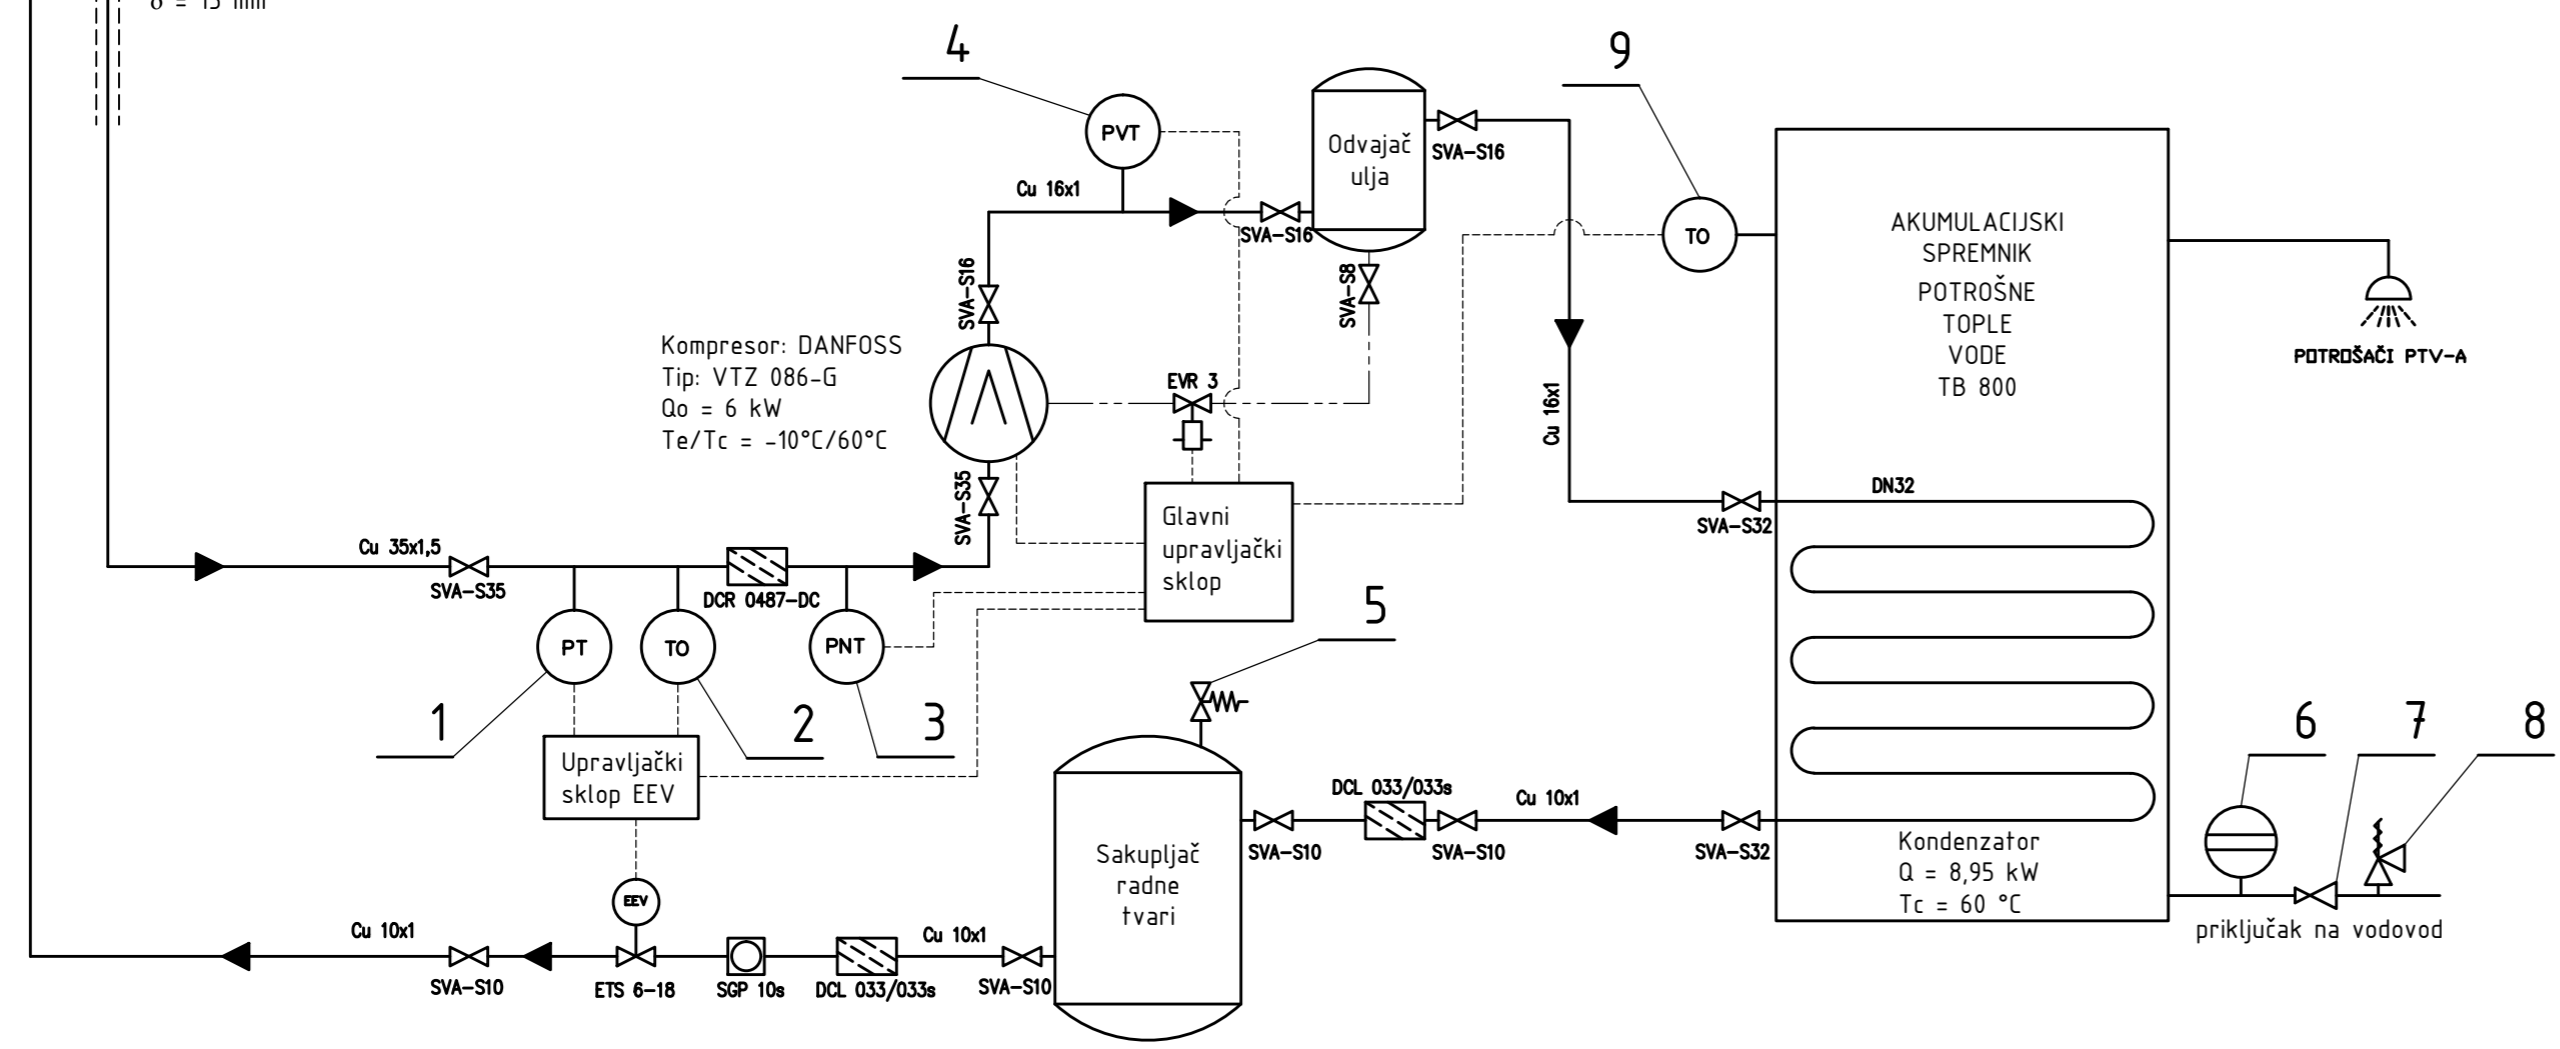 δ = 15 mm
4
9
PVT
Odvajač
ulja
SVA-S16
Cu 16x1
SVA-S16
TO
AKUMULACIJSKI
SPREMNIK
POTROŠNE
TOPLE
VODE
TB 800
POTROŠAČI PTV-A
SVA-S16
SVA-S8
Kompresor: DANFOSS
Tip: VTZ 086-G
Qo = 6 kW
Te/Tc = -10°C/60°C
EVR 3
Cu 16x1
SVA-S35
Glavni
upravljački
sklop
DN32
SVA-S32
Cu 35x1,5
SVA-S35
DCR 0487-DC
PT
TO
PNT
1
2
3
5
6
7
8
Upravljački
sklop EEV
DCL 033/033s
Cu 10x1
SVA-S10
SVA-S10
SVA-S32
Sakupljač
radne
tvari
Kondenzator
Q = 8,95 kW
Tc = 60 °C
priključak na vodovod
EEV
Cu 10x1
Cu 10x1
SVA-S10
ETS 6-18
SGP 10s
DCL 033/033s
SVA-S10